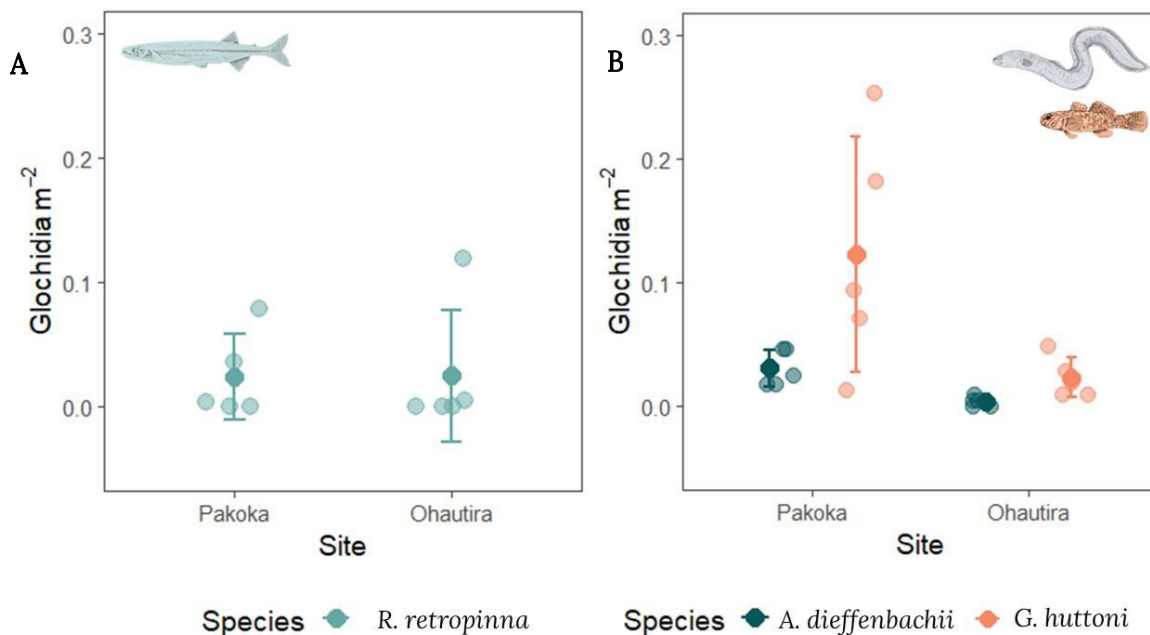 A
Glochidia m⁻²
0.3
0.2
0.1
0.0
Pakoka Ohautira
Site
Species R. retropinna
B
Glochidia m⁻²
0.3
0.2
0.1
0.0
Pakoka Ohautira
Site
Species A. dieffenbachii G. huttoni